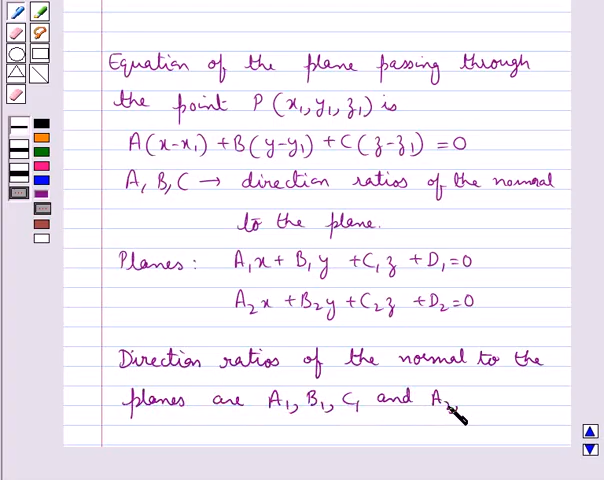 Equation of the plane passing through
the point P (x₁, y₁, z₁) is
A(x-x₁) + B(y-y₁) + C(z-z₁) = 0
A, B, C → direction ratios of the normal
to the plane.
Planes : A₁x + B₁y + C₁z + D₁ = 0
A₂x + B₂y + C₂z + D₂ = 0
Direction ratios of the normal to the
planes are A₁, B₁, C₁ and A₂,